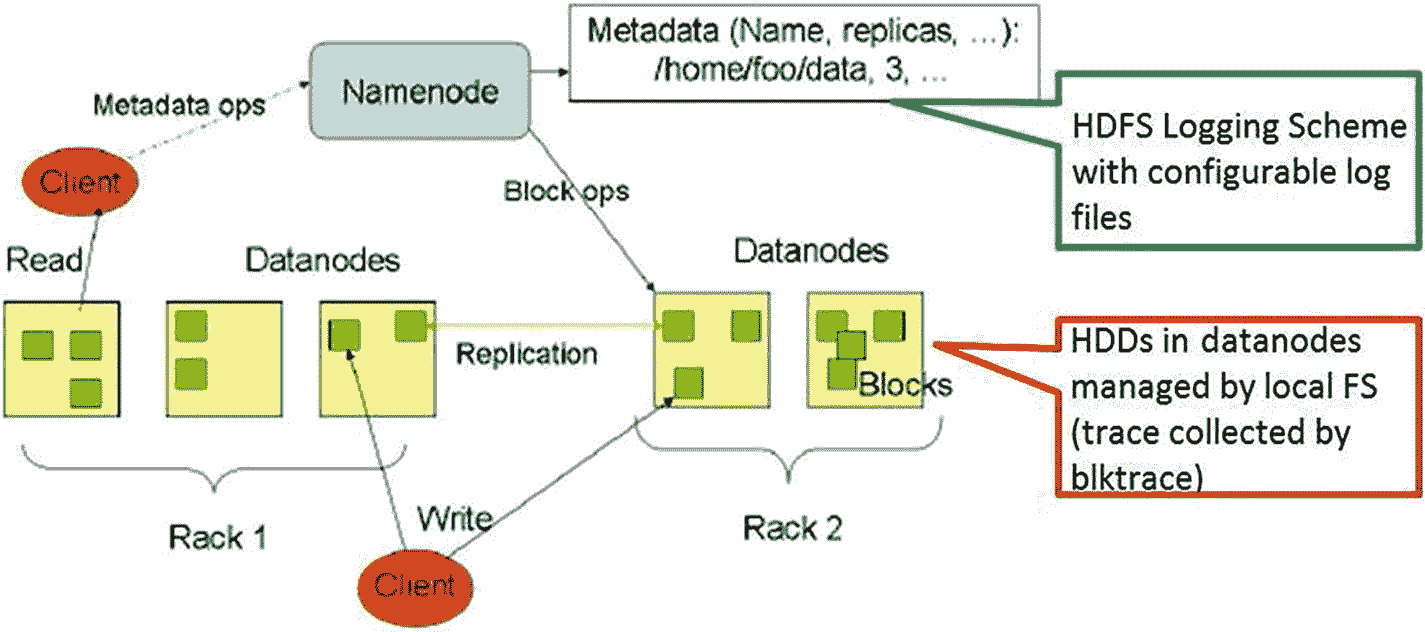 Metadata (Name, replicas, ...):
/home/foo/data, 3, ...
Namenode
Metadata ops
HDFS Logging Scheme
with configurable log
files
Client
Block ops
Read
Datanodes
Datanodes
Replication
Blocks
HDDs in datanodes
managed by local FS
(trace collected by
blktrace)
Rack 1
Write
Rack 2
Client